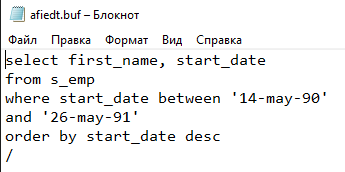 afiedt.buf – Блокнот
Файл Правка Формат Вид Справка
select first_name, start_date
from s_emp
where start_date between '14-may-90'
and '26-may-91'
order by start_date desc
/